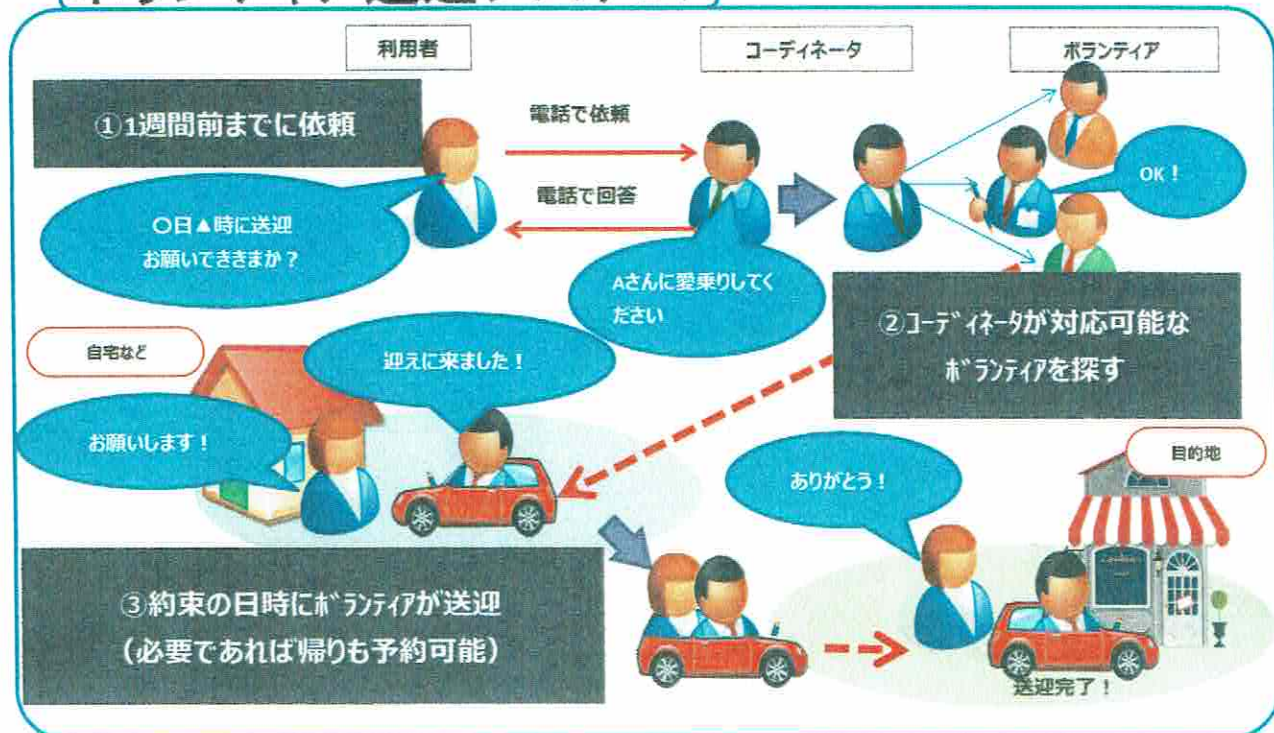 利用者
コーディネータ
ボランティア
①1週間前までに依頼
電話で依頼
電話で回答
〇日▲時に送迎
お願いでききまか？
OK！
Aさんに愛乗りしてく
ださい
②ｺｰﾃﾞｨﾈｰﾀが対応可能な
ﾎﾞﾗﾝﾃｨｱを探す
自宅など
迎えに来ました！
お願いします！
目的地
ありがとう！
③約束の日時にﾎﾞﾗﾝﾃｨｱが送迎
（必要であれば帰りも予約可能）
送迎完了！